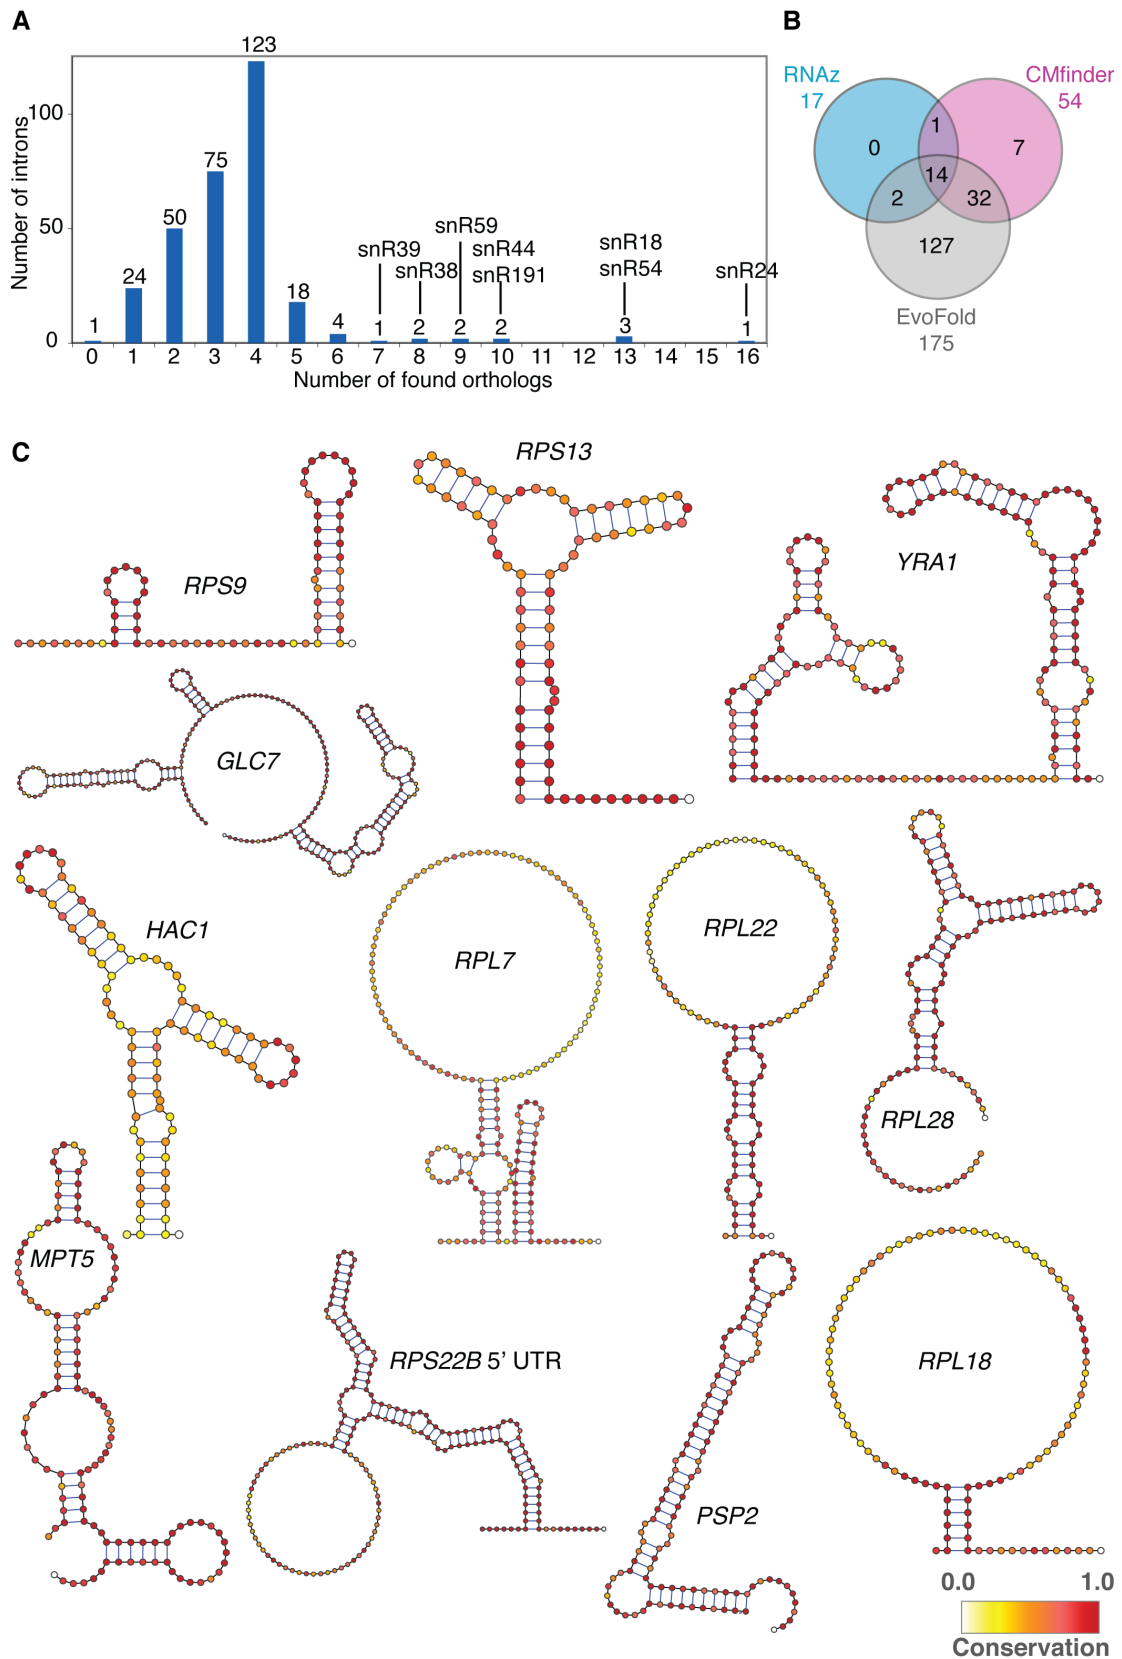 A
B
123
RNAz
17
CMfinder
54
100
50
0
Number of introns
1
24
50
75
18
4
snR39
snR38
snR59
snR44
snR191
snR18
snR54
snR24
1
2
2
2
3
1
0 1 2 3 4 5 6 7 8 9 10 11 12 13 14 15 16
Number of found orthologs
0
1
7
14
2
32
127
EvoFold
175
C
RPS9
RPS13
YRA1
GLC7
HAC1
RPL7
RPL22
RPL28
MPT5
RPS22B 5’ UTR
PSP2
RPL18
0.0 1.0
Conservation